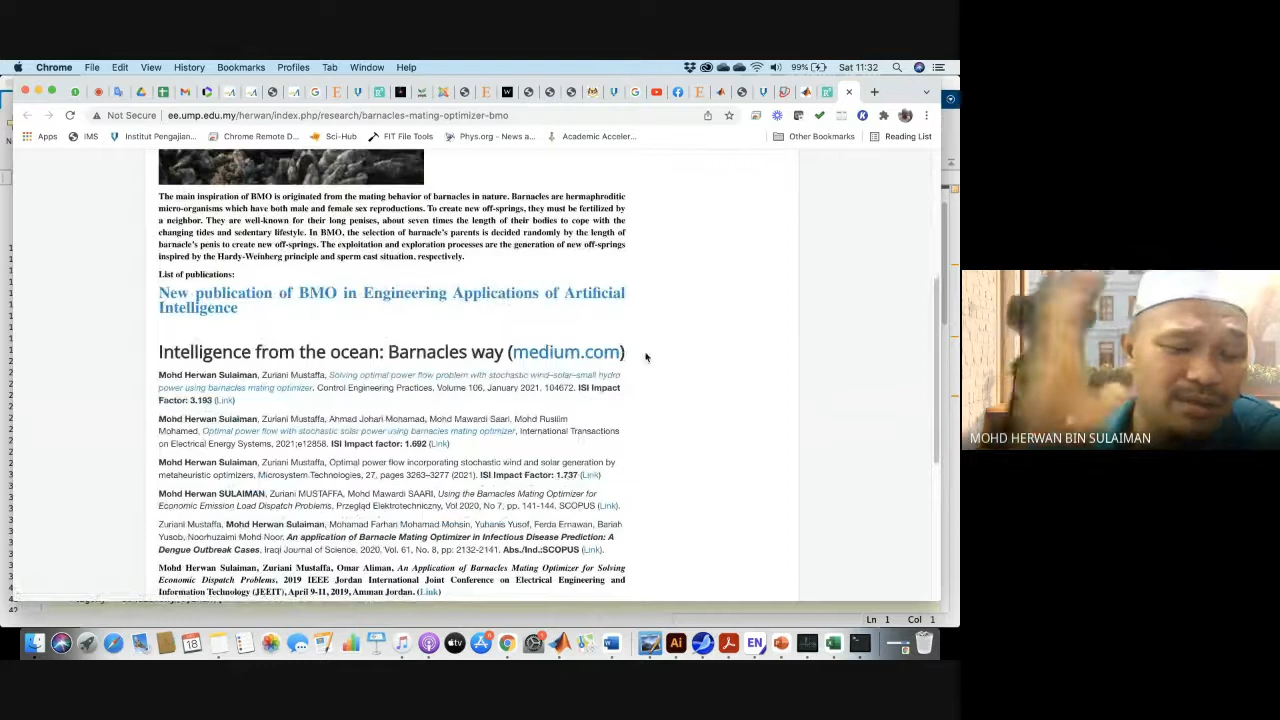 Chrome File Edit View History Bookmarks Profiles Tab Window Help 99% Sat 11:32
Not Secure ee.ump.edu.my/herwan/index.php/research/barnacles-mating-optimizer-bmo
Apps IMS Institut Pengajian... Chrome Remote D... Sci-Hub FIT File Tools Phys.org - News a... Academic Acceler... Other Bookmarks Reading List
The main inspiration of BMO is originated from the mating behavior of barnacles in nature. Barnacles are hermaphroditic
micro-organisms which have both male and female sex reproductions. To create new off-springs, they must be fertilized by
a neighbor. They are well-known for their long penises, about seven times the length of their bodies to cope with the
changing tides and sedentary lifestyle. In BMO, the selection of barnacle's parents is decided randomly by the length of
barnacle's penis to create new off-springs. The exploitation and exploration processes are the generation of new off-springs
inspired by the Hardy-Weinberg principle and sperm cast situation, respectively.
List of publications:
New publication of BMO in Engineering Applications of Artificial
Intelligence
Intelligence from the ocean: Barnacles way (medium.com)
Mohd Herwan Sulaiman, Zuriani Mustaffa, Solving optimal power flow problem with stochastic wind–solar–small hydro
power using barnacles mating optimizer. Control Engineering Practices, Volume 106, January 2021, 104672. ISI Impact
Factor: 3.193 (Link)
Mohd Herwan Sulaiman, Zuriani Mustaffa, Ahmad Johari Mohamad, Mohd Mawardi Saari, Mohd Rusllim
Mohamed, Optimal power flow with stochastic solar power using barnacles mating optimizer, International Transactions
on Electrical Energy Systems, 2021;e12858. ISI Impact factor: 1.692 (Link)
Mohd Herwan Sulaiman, Zuriani Mustaffa, Optimal power flow incorporating stochastic wind and solar generation by
metaheuristic optimizers, Microsystem Technologies, 27, pages 3263–3277 (2021). ISI Impact Factor: 1.737 (Link)
Mohd Herwan SULAIMAN, Zuriani MUSTAFFA, Mohd Mawardi SAARI, Using the Barnacles Mating Optimizer for
Economic Emission Load Dispatch Problems, Przegląd Elektrotechniczny, Vol 2020, No 7, pp. 141-144. SCOPUS (Link).
Zuriani Mustaffa, Mohd Herwan Sulaiman, Mohamad Farhan Mohamad Mohsin, Yuhanis Yusof, Ferda Ernawan, Bariah
Yusob, Noorhuzaimi Mohd Noor. An application of Barnacle Mating Optimizer in Infectious Disease Prediction: A
Dengue Outbreak Cases, Iraqi Journal of Science, 2020, Vol. 61, No. 8, pp: 2132-2141. Abs./Ind.:SCOPUS (Link).
Mohd Herwan Sulaiman, Zuriani Mustaffa, Omar Aliman, An Application of Barnacles Mating Optimizer for Solving
Economic Dispatch Problems, 2019 IEEE Jordan International Joint Conference on Electrical Engineering and
Information Technology (JEEIT), April 9-11, 2019, Amman Jordan. (Link)
MOHD HERWAN BIN SULAIMAN
Ln 1 Col 1